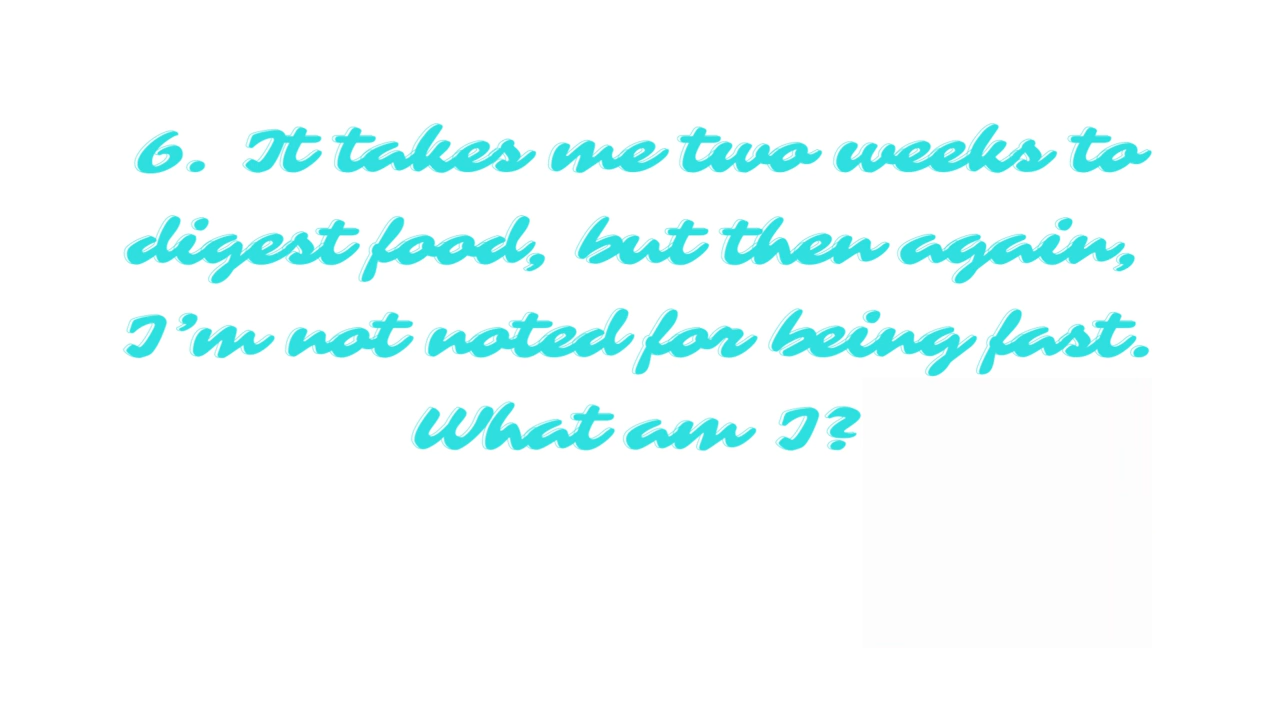 6. It takes me two weeks to
digest food, but then again,
I'm not noted for being fast.
What am I?